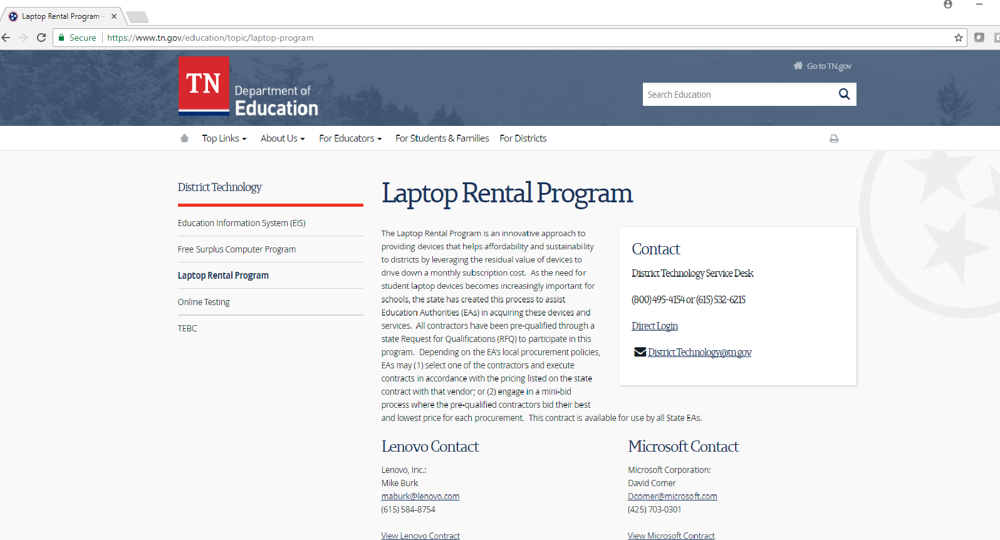 Laptop Rental Program -
Secure
https://www.tn.gov/education/topic/laptop-program
TN
Department of
Education
Go to TN.gov
Search Education
Top Links
About Us
For Educators
For Students & Families
For Districts
District Technology
Education Information System (EIS)
Free Surplus Computer Program
Laptop Rental Program
Online Testing
TEBC
Laptop Rental Program
The Laptop Rental Program is an innovative approach to
providing devices that helps affordability and sustainability
to districts by leveraging the residual value of devices to
drive down a monthly subscription cost.  As the need for
student laptop devices becomes increasingly important for
schools, the state has created this process to assist
Education Authorities (EAs) in acquiring these devices and
services.  All contractors have been pre-qualified through a
state Request for Qualifications (RFQ) to participate in this
program.  Depending on the EA's local procurement policies,
EAs may (1) select one of the contractors and execute
contracts in accordance with the pricing listed on the state
contract with that vendor; or (2) engage in a mini-bid
process where the pre-qualified contractors bid their best
and lowest price for each procurement.  This contract is available for use by all State EAs.
Contact
District Technology Service Desk
(800) 495-4154 or (615) 532-6215
Direct Login
District.Technology@tn.gov
Lenovo Contact
Lenovo, Inc.:
Mike Burk
maburk@lenovo.com
(615) 584-8754
View Lenovo Contract
Microsoft Contact
Microsoft Corporation:
David Comer
Dcomer@microsoft.com
(425) 703-0301
View Microsoft Contract